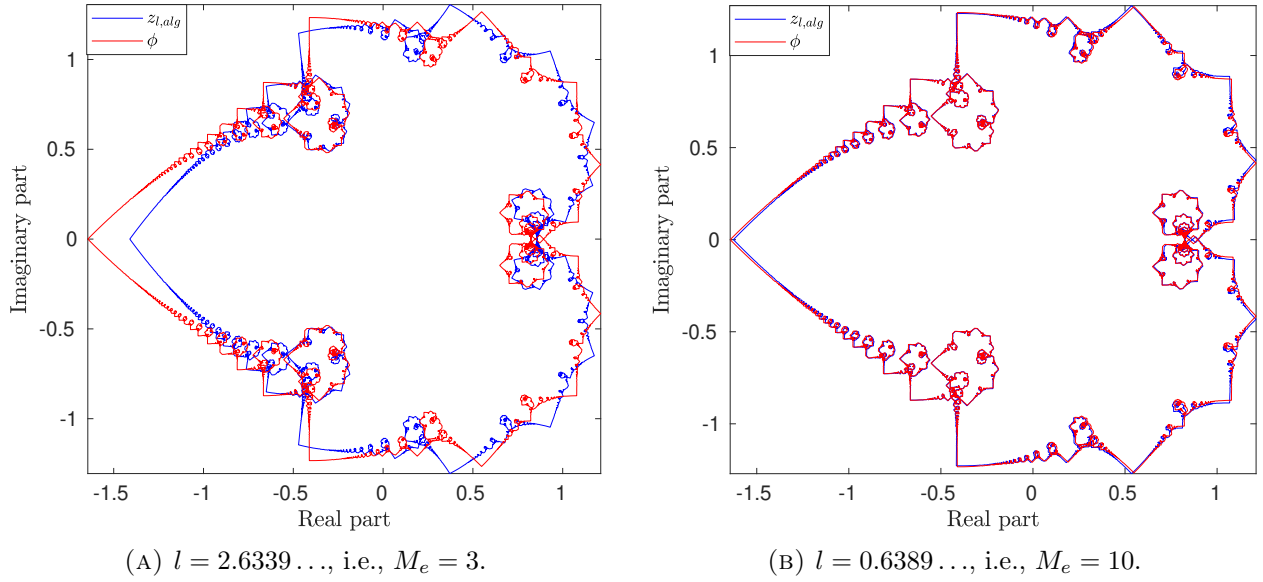 z_{l,alg}
ϕ
1
0.5
0
-0.5
-1
Imaginary part
-1.5 -1 -0.5 0 0.5 1
Real part
(A) l = 2.6339…, i.e., M_e = 3.
z_{l,alg}
ϕ
1
0.5
0
-0.5
-1
Imaginary part
-1.5 -1 -0.5 0 0.5 1
Real part
(B) l = 0.6389…, i.e., M_e = 10.